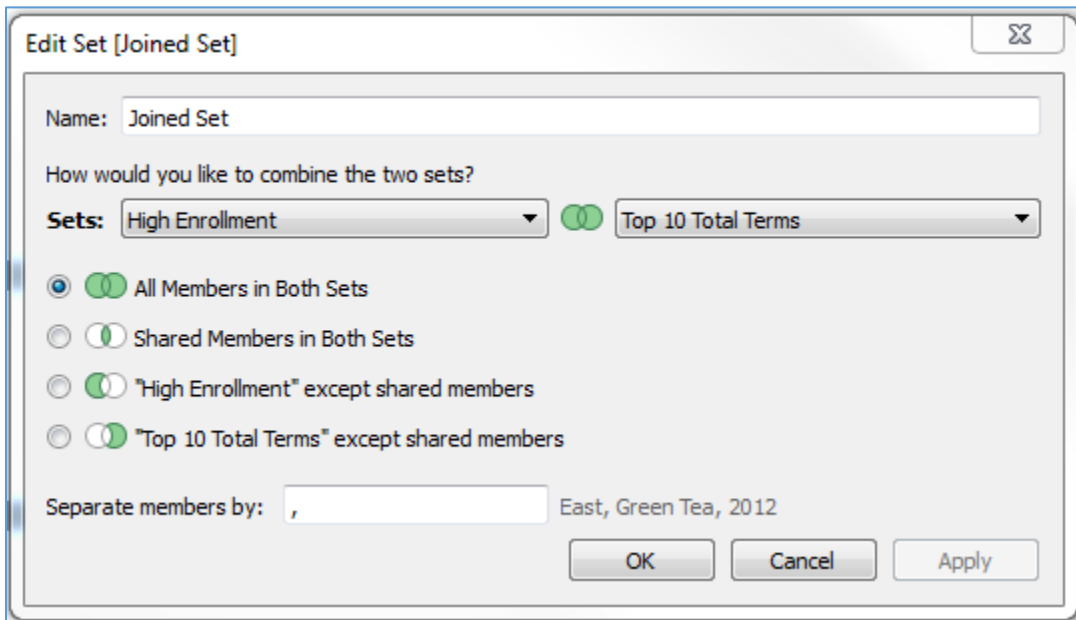 Edit Set [Joined Set]
Name: Joined Set
How would you like to combine the two sets?
Sets: High Enrollment Top 10 Total Terms
All Members in Both Sets
Shared Members in Both Sets
"High Enrollment" except shared members
"Top 10 Total Terms" except shared members
Separate members by: , East, Green Tea, 2012
OK Cancel Apply